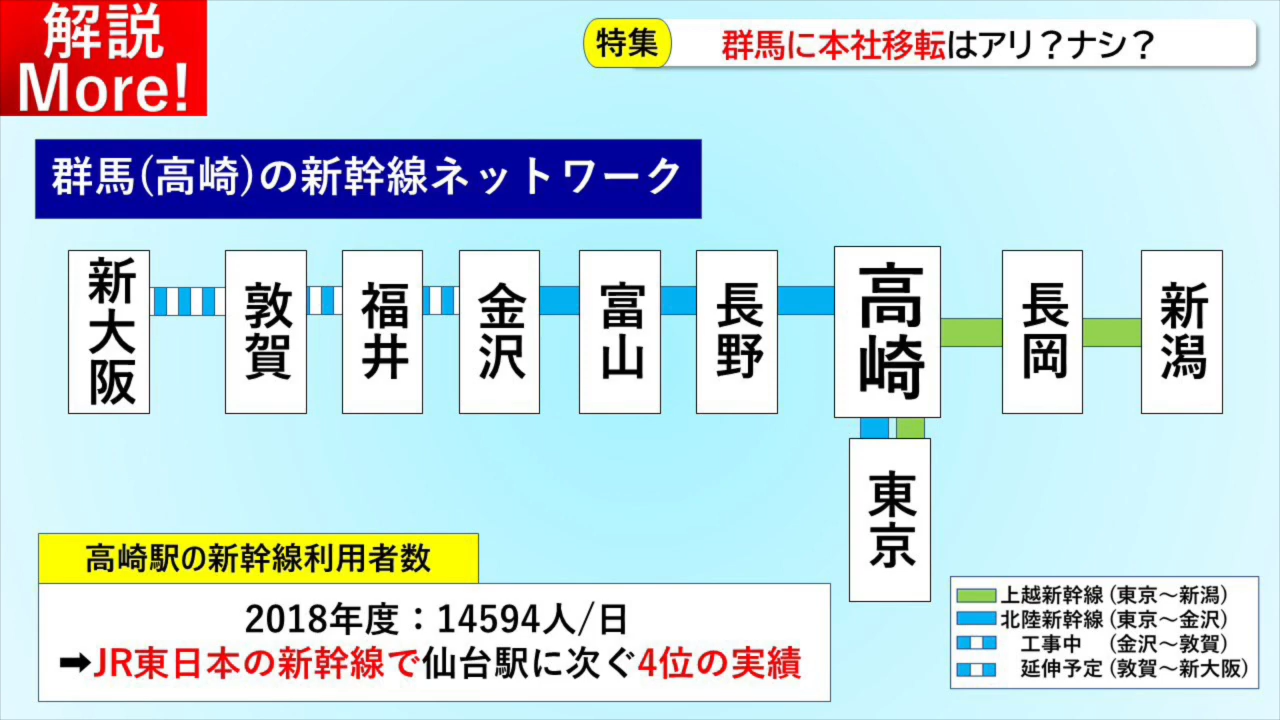 解説
More!
特集
群馬に本社移転はアリ？ナシ？
群馬(高崎)の新幹線ネットワーク
新大阪
敦賀
福井
金沢
富山
長野
高崎
長岡
新潟
東京
高崎駅の新幹線利用者数
2018年度：14594人/日
➡JR東日本の新幹線で仙台駅に次ぐ4位の実績
上越新幹線(東京～新潟)
北陸新幹線(東京～金沢)
工事中 (金沢～敦賀)
延伸予定(敦賀～新大阪)